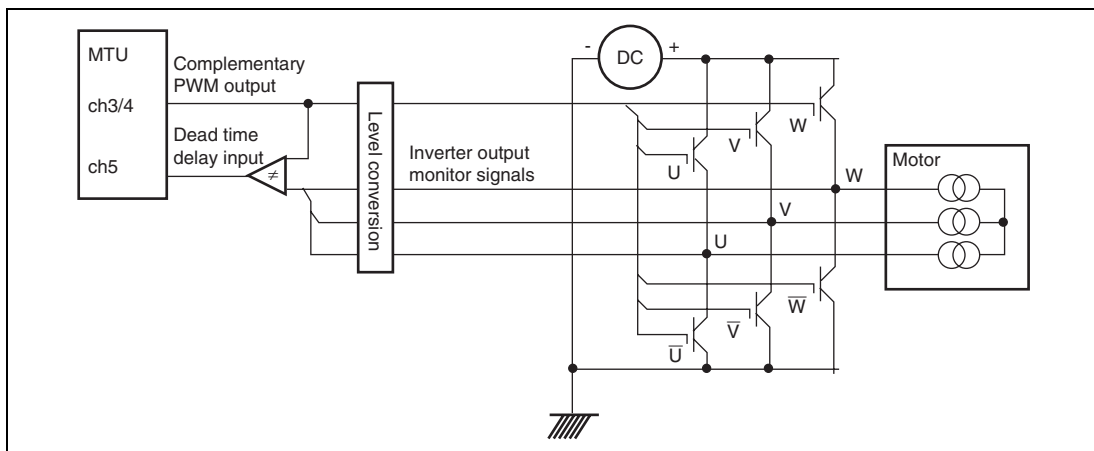 MTU
ch3/4
ch5
Complementary
PWM output
Dead time
delay input
≠
Level conversion
Inverter output
monitor signals
- DC +
W
V
U
W
V
U
W̅
V̅
U̅
Motor